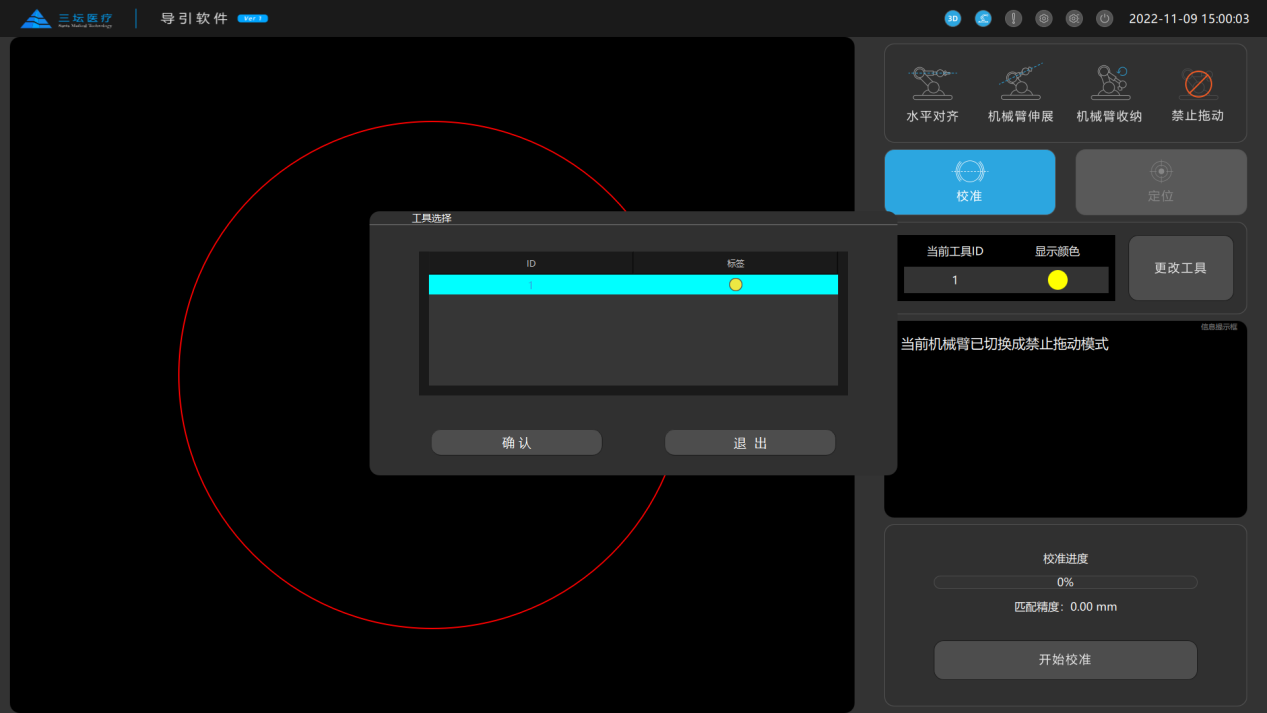 三坛医疗
Santa Medical Technology
导引软件
Ver 1
3D
2022-11-09 15:00:03
水平对齐
机械臂伸展
机械臂收纳
禁止拖动
校准
定位
工具选择
ID
标签
1
确 认
退 出
当前工具ID
显示颜色
1
更改工具
信息提示框
当前机械臂已切换成禁止拖动模式
校准进度
0%
匹配精度：0.00 mm
开始校准